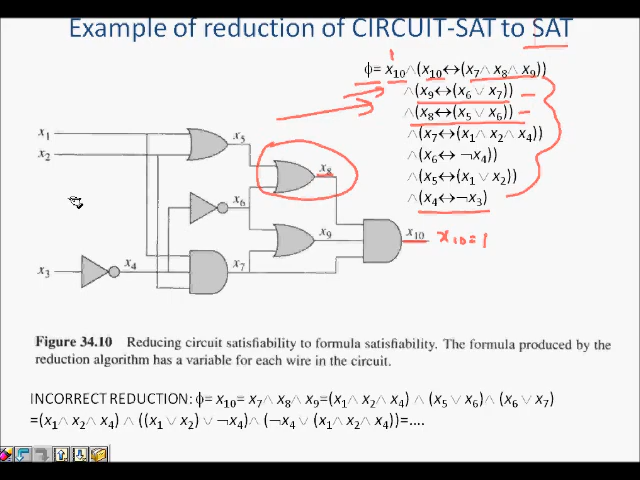 Example of reduction of CIRCUIT-SAT to SAT
1
ϕ= x₁₀∧(x₁₀↔(x₇∧x₈∧x₉))
∧(x₉↔(x₆∨x₇))
∧(x₈↔(x₅∨x₆))
∧(x₇↔(x₁∧x₂∧x₄))
∧(x₆↔¬x₄))
∧(x₅↔(x₁∨x₂))
∧(x₄↔¬x₃)
x₁
x₂
x₅
x₈
x₆
x₉
x₁₀
x₁₀=1
x₃
x₄
x₇
Figure 34.10 Reducing circuit satisfiability to formula satisfiability. The formula produced by the
reduction algorithm has a variable for each wire in the circuit.
INCORRECT REDUCTION: ϕ=x₁₀= x₇∧x₈∧x₉=(x₁∧x₂∧x₄) ∧(x₅∨x₆)∧(x₆∨x₇)
=(x₁∧x₂∧x₄) ∧((x₁∨x₂)∨¬x₄)∧(¬x₄∨(x₁∧x₂∧x₄))=....